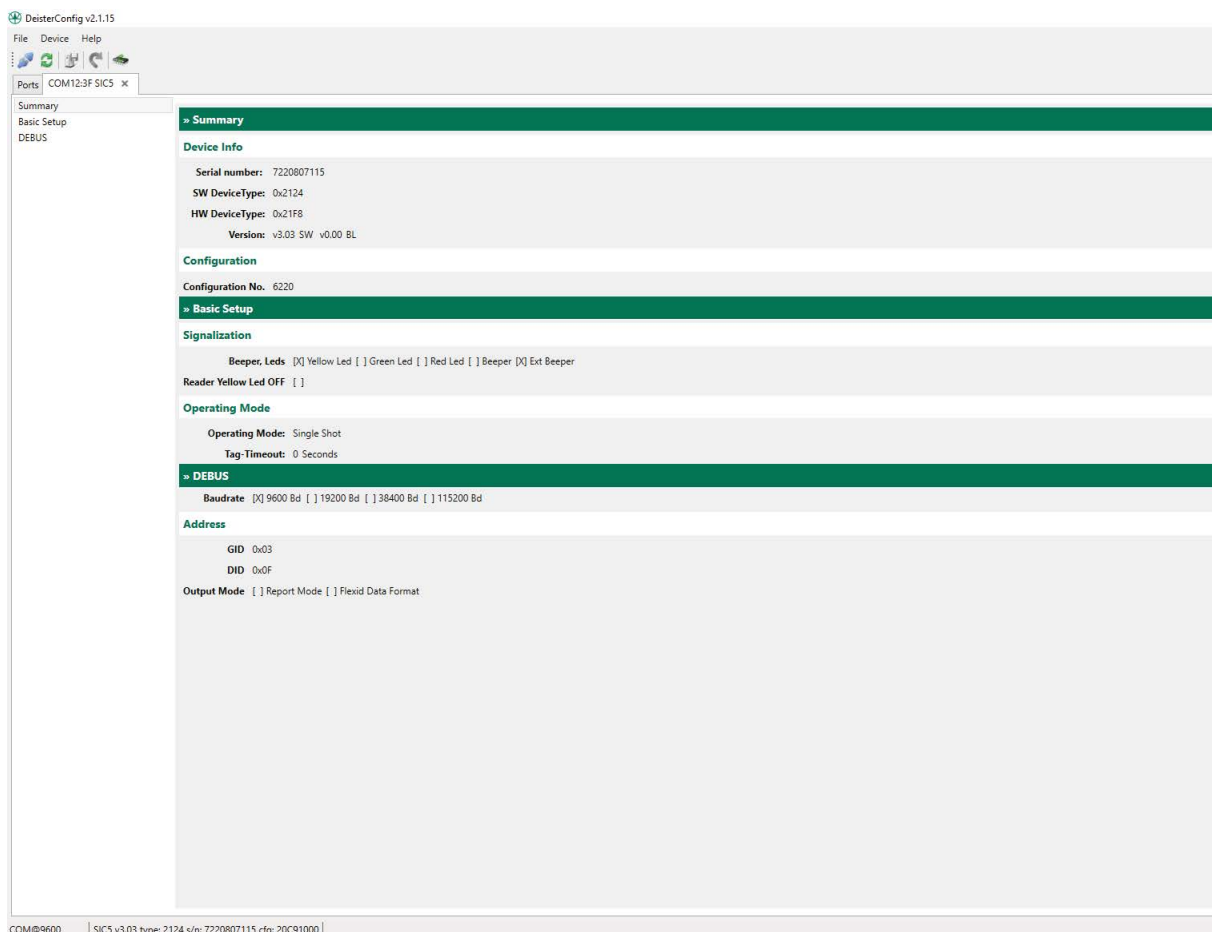 DeisterConfig v2.1.15
File Device Help
Ports COM12:3F SIC5 ×
Summary
Basic Setup
DEBUS
» Summary
Device Info
Serial number: 7220807115
SW DeviceType: 0x2124
HW DeviceType: 0x21F8
Version: v3.03 SW v0.00 BL
Configuration
Configuration No. 6220
» Basic Setup
Signalization
Beeper, Leds [X] Yellow Led [ ] Green Led [ ] Red Led [ ] Beeper [X] Ext Beeper
Reader Yellow Led OFF [ ]
Operating Mode
Operating Mode: Single Shot
Tag-Timeout: 0 Seconds
» DEBUS
Baudrate [X] 9600 Bd [ ] 19200 Bd [ ] 38400 Bd [ ] 115200 Bd
Address
GID 0x03
DID 0x0F
Output Mode [ ] Report Mode [ ] Flexid Data Format
COM@9600 SIC5 v3.03 type: 2124 s/n: 7220807115 cfg: 20C91000